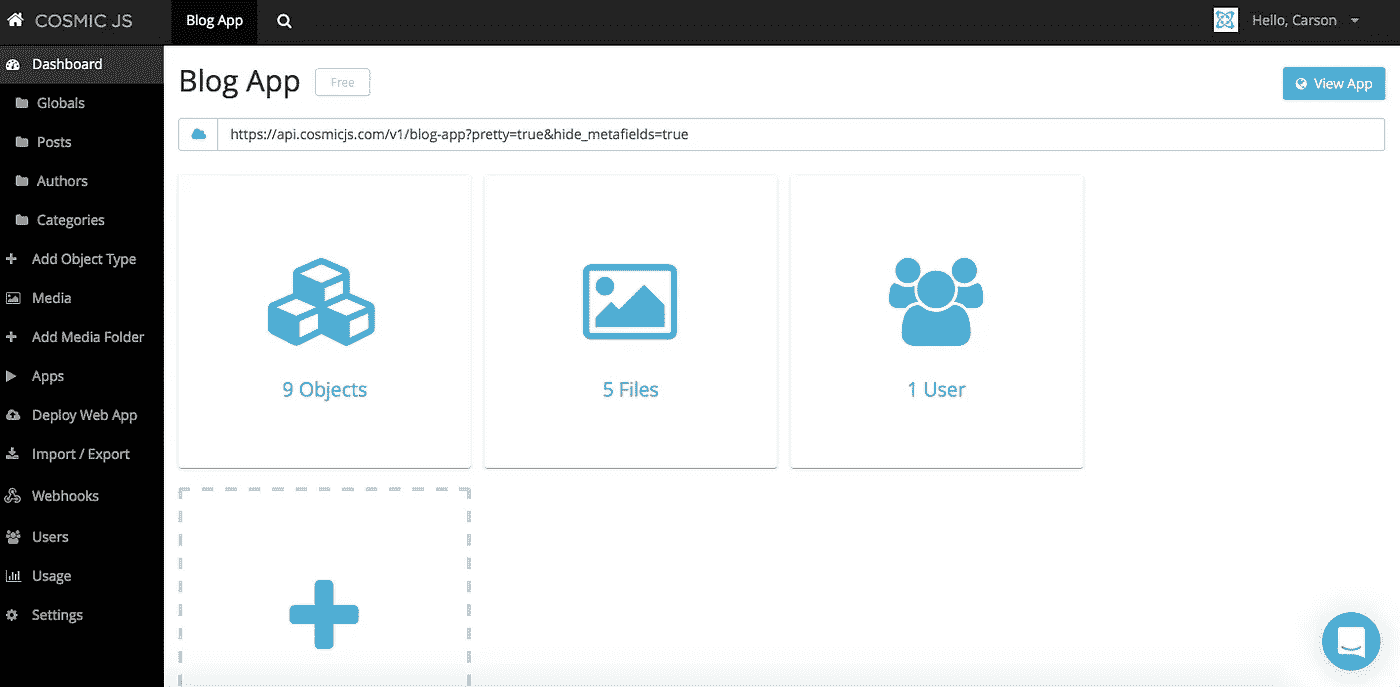 COSMIC JS
Blog App
Hello, Carson
Dashboard
Globals
Posts
Authors
Categories
Add Object Type
Media
Add Media Folder
Apps
Deploy Web App
Import / Export
Webhooks
Users
Usage
Settings
Blog App
Free
View App
https://api.cosmicjs.com/v1/blog-app?pretty=true&hide_metafields=true
9 Objects
5 Files
1 User